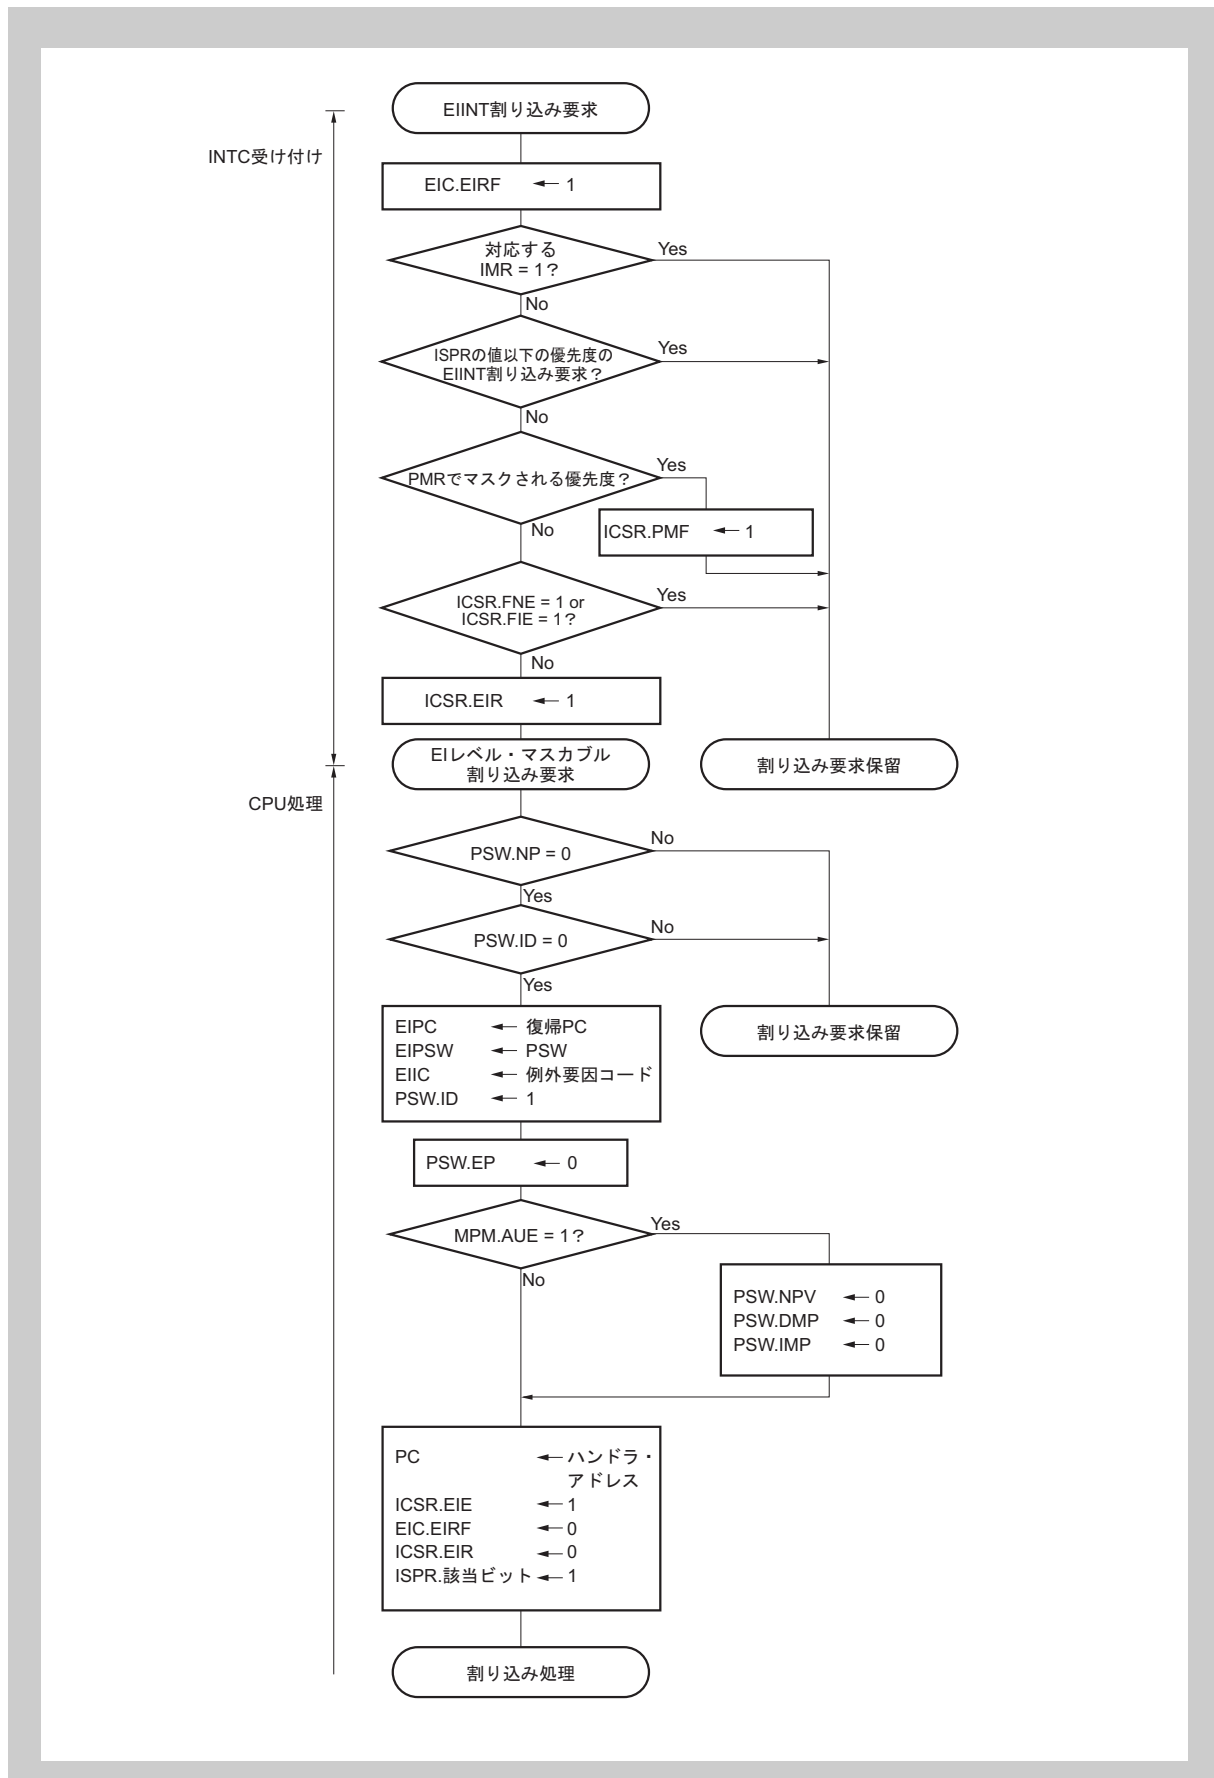 EIINT割り込み要求
INTC受け付け
EIC.EIRF ← 1
対応する
IMR = 1?
Yes
No
ISPRの値以下の優先度の
EIINT割り込み要求?
Yes
No
PMRでマスクされる優先度?
Yes
No
ICSR.PMF ← 1
ICSR.FNE = 1 or
ICSR.FIE = 1?
Yes
No
ICSR.EIR ← 1
EIレベル・マスカブル
割り込み要求
割り込み要求保留
CPU処理
PSW.NP = 0
No
Yes
PSW.ID = 0
No
Yes
EIPC ← 復帰PC
EIPSW ← PSW
EIIC ← 例外要因コード
PSW.ID ← 1
割り込み要求保留
PSW.EP ← 0
MPM.AUE = 1?
Yes
No
PSW.NPV ← 0
PSW.DMP ← 0
PSW.IMP ← 0
PC ← ハンドラ・
アドレス
ICSR.EIE ← 1
EIC.EIRF ← 0
ICSR.EIR ← 0
ISPR.該当ビット ← 1
割り込み処理